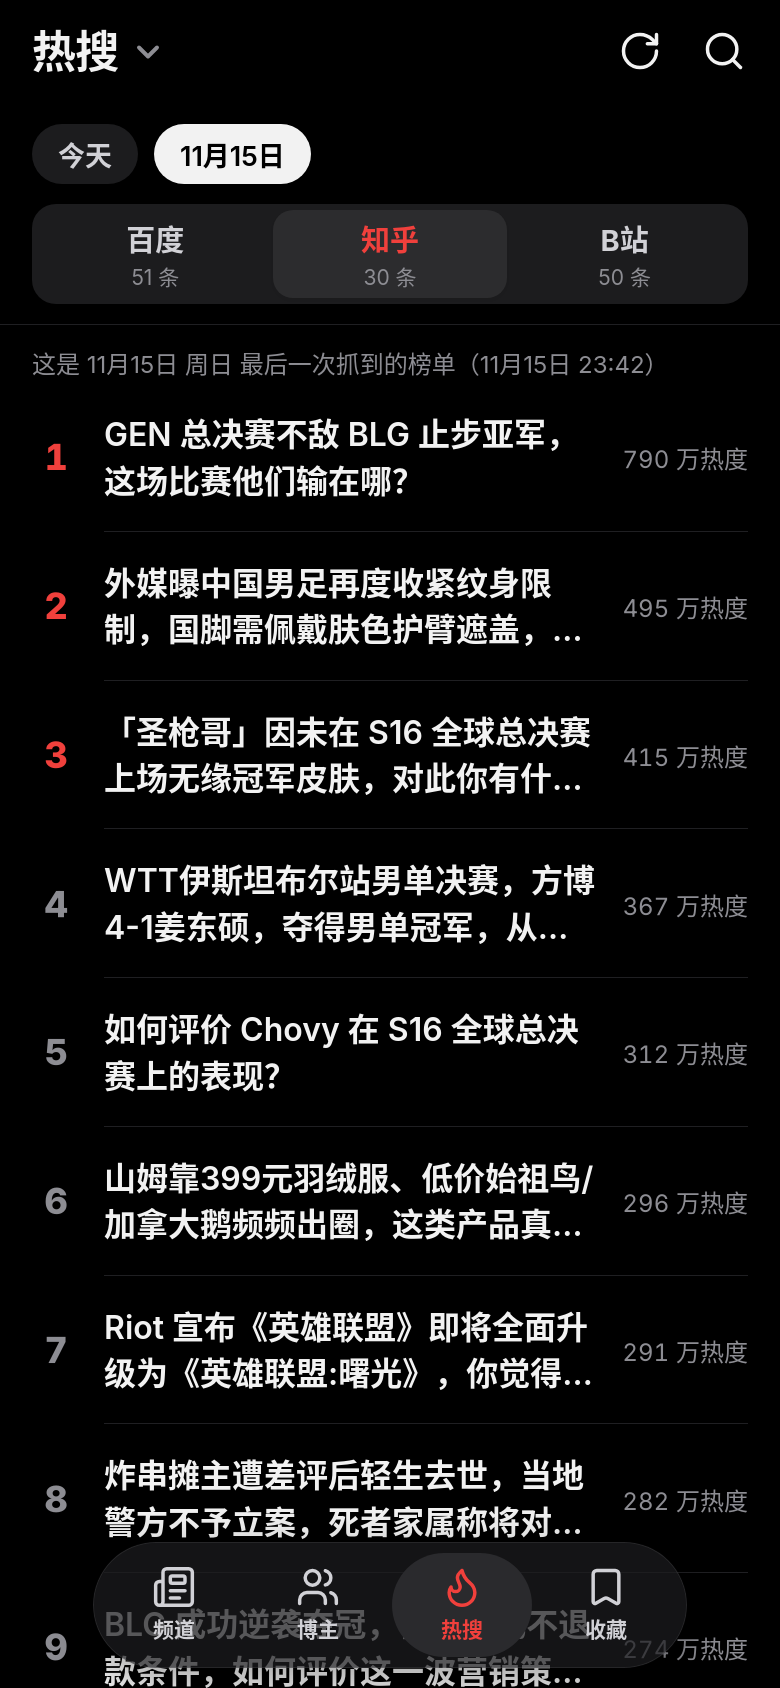 热搜
今天
11月15日
百度
51 条
知乎
30 条
B站
50 条
这是 11月15日 周日 最后一次抓到的榜单（11月15日 23:42）
1
GEN 总决赛不敌 BLG 止步亚军，
这场比赛他们输在哪？
790 万热度
2
外媒曝中国男足再度收紧纹身限
制，国脚需佩戴肤色护臂遮盖，...
495 万热度
3
「圣枪哥」因未在 S16 全球总决赛
上场无缘冠军皮肤，对此你有什...
415 万热度
4
WTT伊斯坦布尔站男单决赛，方博
4-1姜东硕，夺得男单冠军，从...
367 万热度
5
如何评价 Chovy 在 S16 全球总决
赛上的表现？
312 万热度
6
山姆靠399元羽绒服、低价始祖鸟/
加拿大鹅频频出圈，这类产品真...
296 万热度
7
Riot 宣布《英雄联盟》即将全面升
级为《英雄联盟:曙光》，你觉得...
291 万热度
8
炸串摊主遭差评后轻生去世，当地
警方不予立案，死者家属称将对...
282 万热度
9
BLG 成功逆袭夺冠，不退
款条件，如何评价这一波营销策...
274 万热度
频道
博主
热搜
收藏